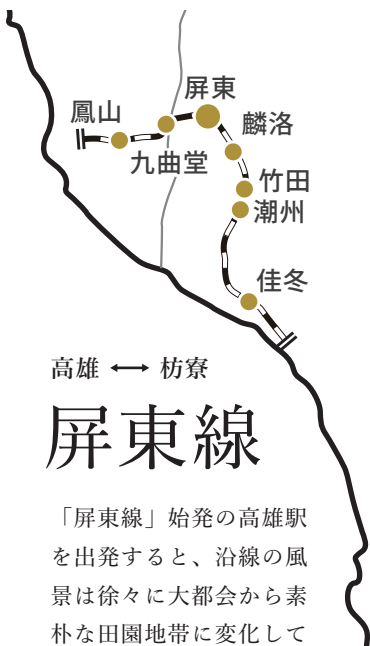 屏東
鳳山
麟洛
九曲堂
竹田
潮州
佳冬
高雄 ⟷ 枋寮
屏東線
「屏東線」始発の高雄駅
を出発すると、沿線の風
景は徐々に大都会から素
朴な田園地帯に変化して